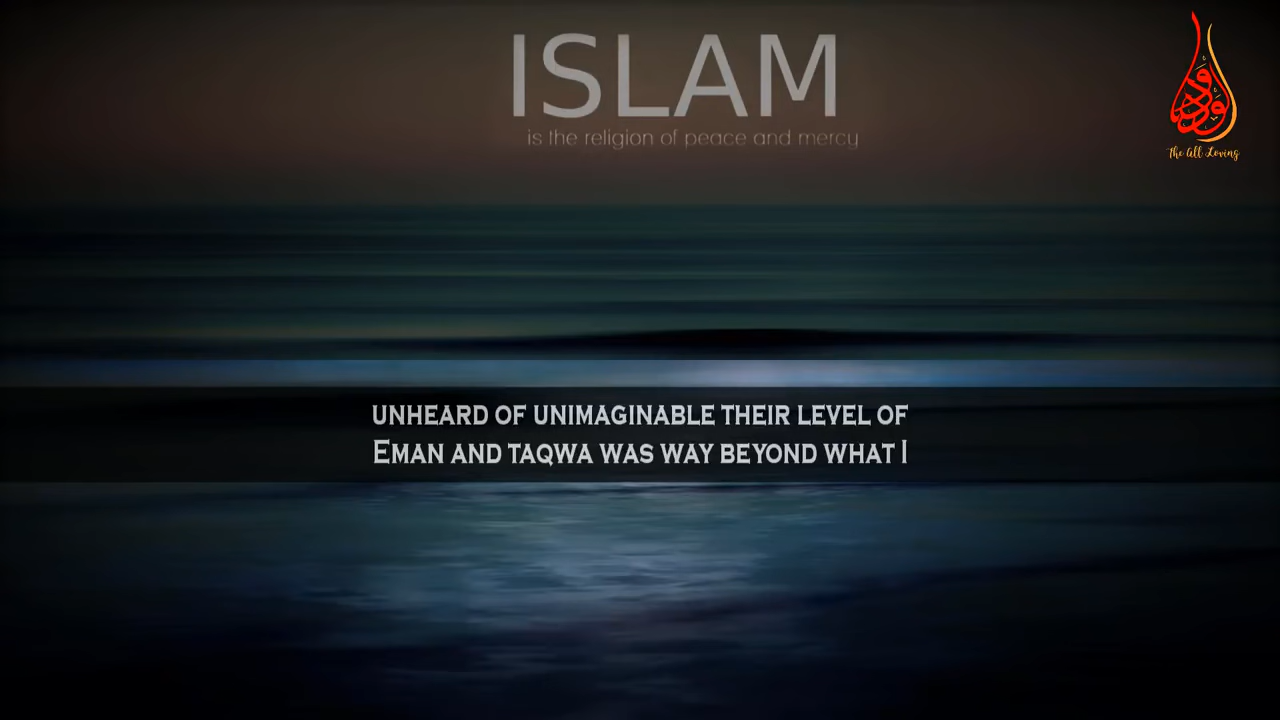 ISLAM
is the religion of peace and mercy
ودود
The All Loving
UNHEARD OF UNIMAGINABLE THEIR LEVEL OF
EMAN AND TAQWA WAS WAY BEYOND WHAT I